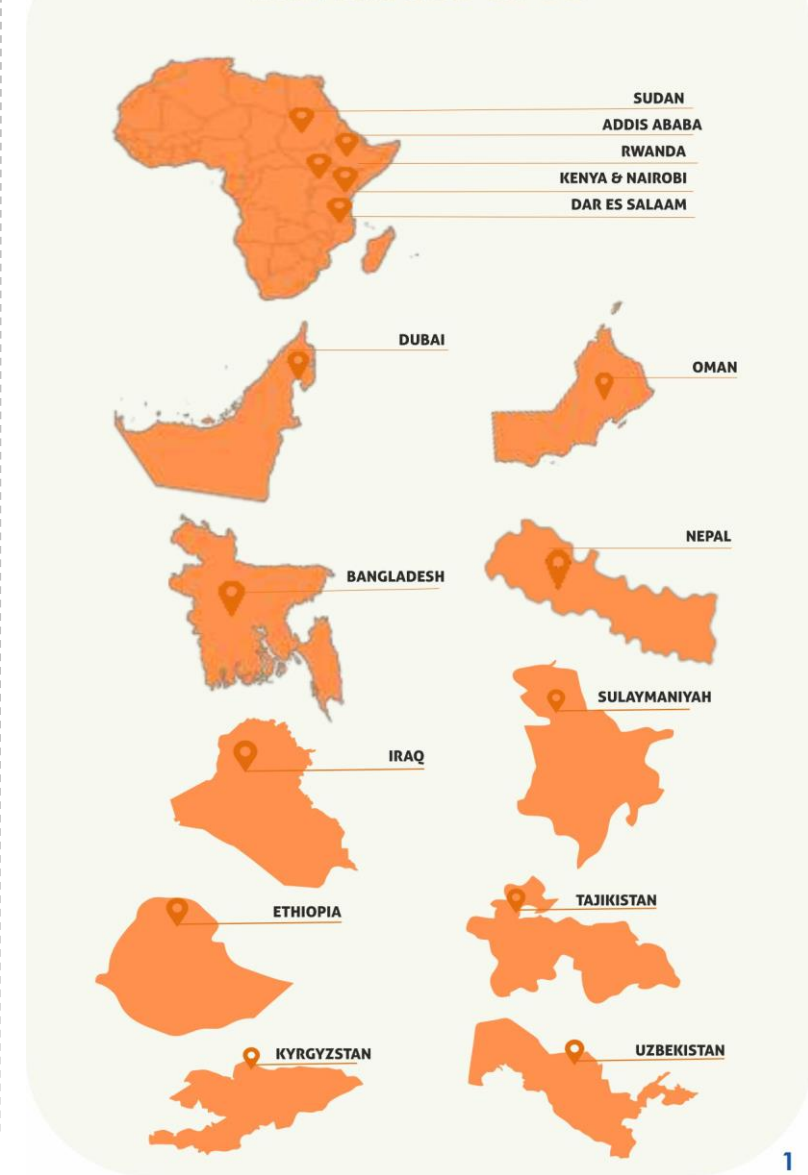 SUDAN
ADDIS ABABA
RWANDA
KENYA & NAIROBI
DAR ES SALAAM
DUBAI
OMAN
NEPAL
BANGLADESH
SULAYMANIYAH
IRAQ
TAJIKISTAN
ETHIOPIA
UZBEKISTAN
KYRGYZSTAN
1